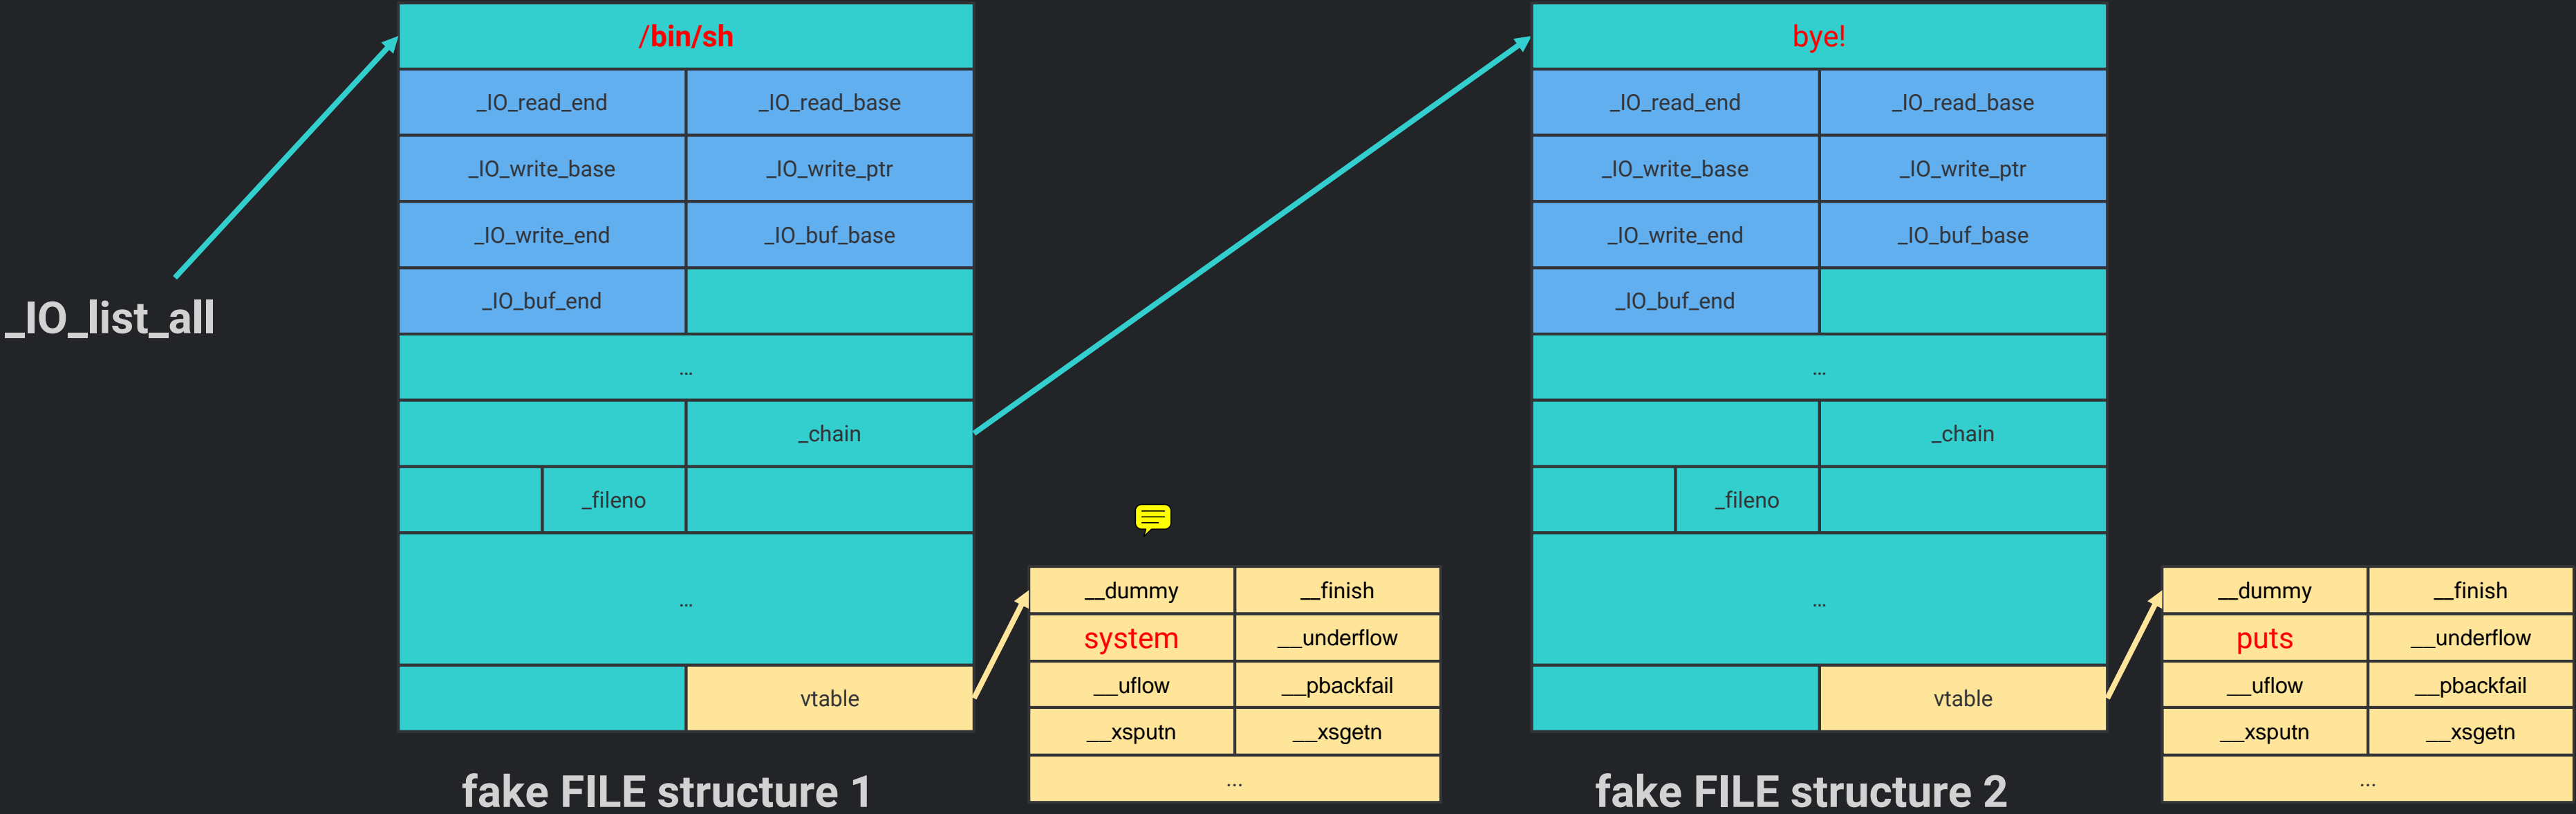 _IO_list_all
/bin/sh
_IO_read_end _IO_read_base
_IO_write_base _IO_write_ptr
_IO_write_end _IO_buf_base
_IO_buf_end
...
_chain
_fileno
...
vtable
fake FILE structure 1
__dummy __finish
system __underflow
__uflow __pbackfail
__xsputn __xsgetn
...
bye!
_IO_read_end _IO_read_base
_IO_write_base _IO_write_ptr
_IO_write_end _IO_buf_base
_IO_buf_end
...
_chain
_fileno
...
vtable
fake FILE structure 2
__dummy __finish
puts __underflow
__uflow __pbackfail
__xsputn __xsgetn
...